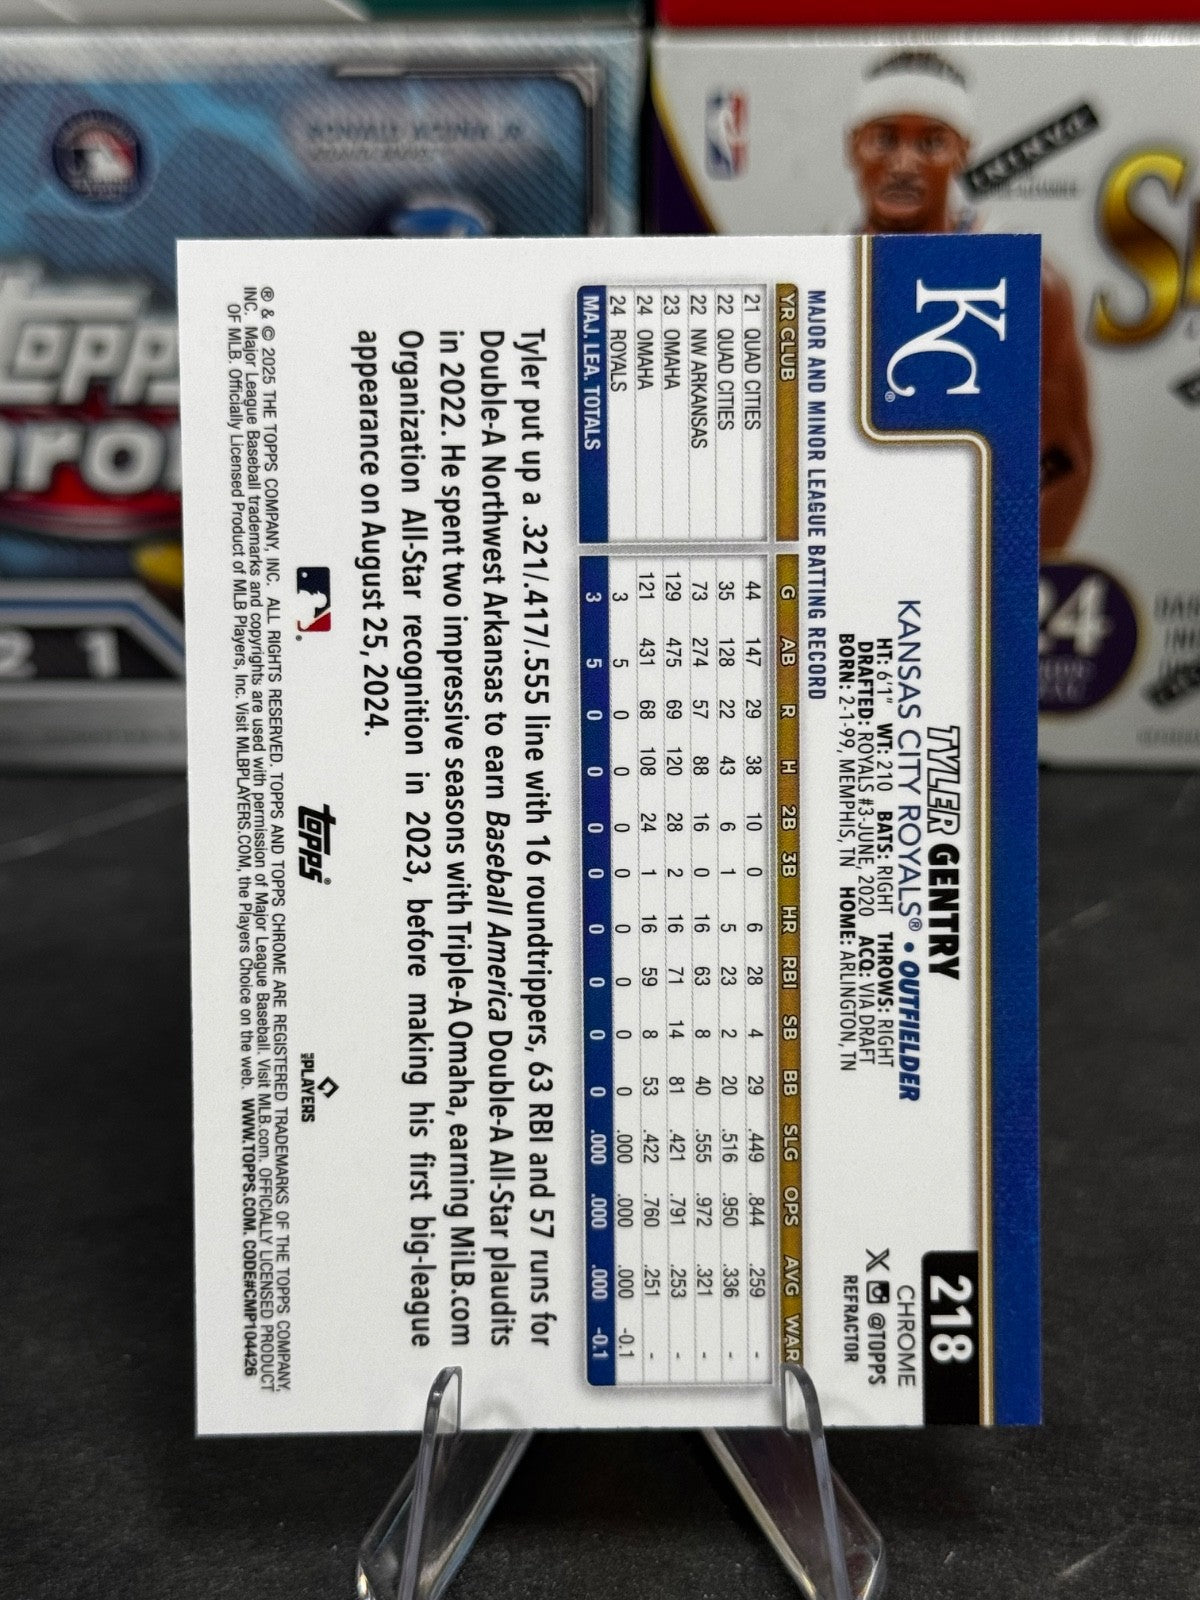 KC®
218
CHROME
X @TOPPS
REFRACTOR
TYLER GENTRY
KANSAS CITY ROYALS® • OUTFIELDER
HT: 6'1" WT: 210 BATS: RIGHT THROWS: RIGHT
DRAFTED: ROYALS #3-JUNE, 2020 ACQ: VIA DRAFT
BORN: 2-1-99, MEMPHIS, TN HOME: ARLINGTON, TN
MAJOR AND MINOR LEAGUE BATTING RECORD
YR CLUB G AB R H 2B 3B HR RBI SB BB SLG OPS AVG WAR
21 QUAD CITIES 44 147 29 38 10 0 6 28 4 29 .449 .844 .259 -
22 QUAD CITIES 35 128 22 43 6 1 5 23 2 20 .516 .950 .336 -
22 NW ARKANSAS 73 274 57 88 16 0 16 63 8 40 .555 .972 .321 -
23 OMAHA 129 475 69 120 28 2 16 71 14 81 .421 .791 .253 -
24 OMAHA 121 431 68 108 24 1 16 59 8 53 .422 .760 .251 -
24 ROYALS 3 5 0 0 0 0 0 0 0 0 .000 .000 .000 -0.1
MAJ. LEA. TOTALS 3 5 0 0 0 0 0 0 0 0 .000 .000 .000 -0.1
Tyler put up a .321/.417/.555 line with 16 roundtrippers, 63 RBI and 57 runs for
Double-A Northwest Arkansas to earn Baseball America Double-A All-Star plaudits
in 2022. He spent two impressive seasons with Triple-A Omaha, earning MiLB.com
Organization All-Star recognition in 2023, before making his first big-league
appearance on August 25, 2024.
topps®
MLB PLAYERS
® & © 2025 THE TOPPS COMPANY, INC. ALL RIGHTS RESERVED. TOPPS AND TOPPS CHROME ARE REGISTERED TRADEMARKS OF THE TOPPS COMPANY,
INC. Major League Baseball trademarks and copyrights are used with permission of Major League Baseball. Visit MLB.com. OFFICIALLY LICENSED PRODUCT
OF MLB. Officially Licensed Product of MLB Players, Inc. Visit MLBPLAYERS.COM, the Players Choice on the web. WWW.TOPPS.COM. CODE#CMP104426